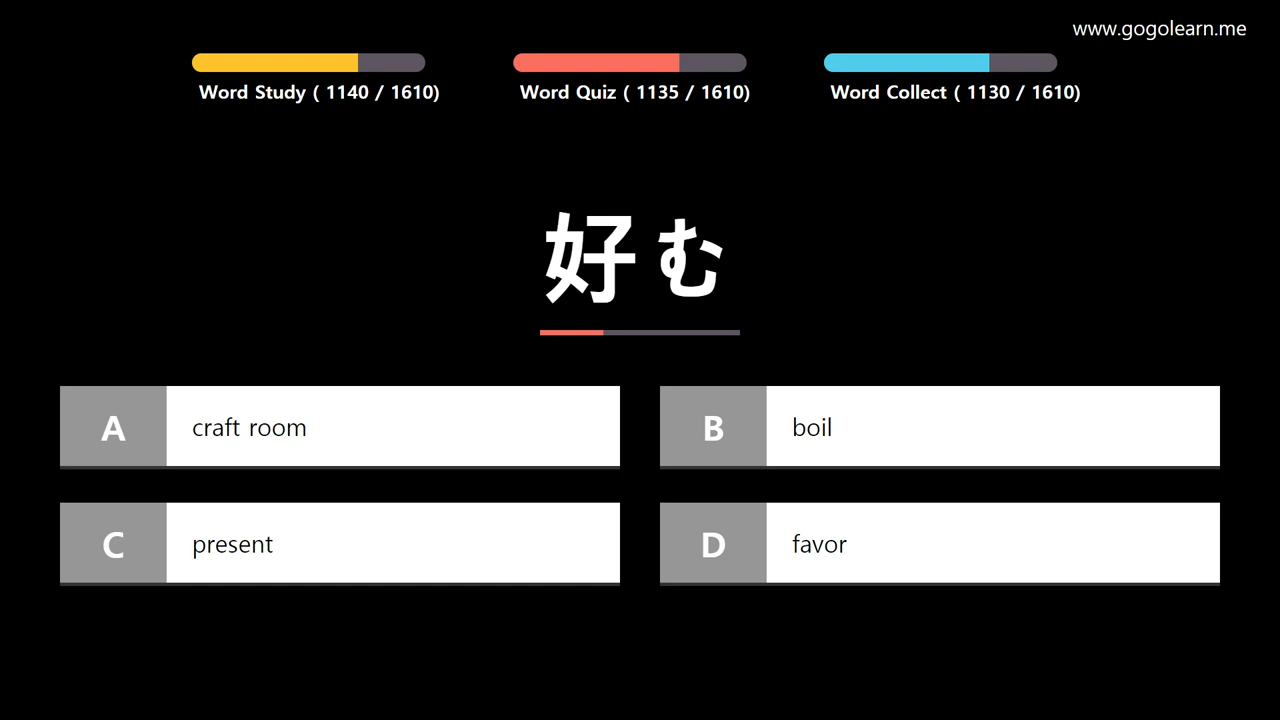 www.gogolearn.me
Word Study ( 1140 / 1610)
Word Quiz ( 1135 / 1610)
Word Collect ( 1130 / 1610)
好む
A craft room
B boil
C present
D favor